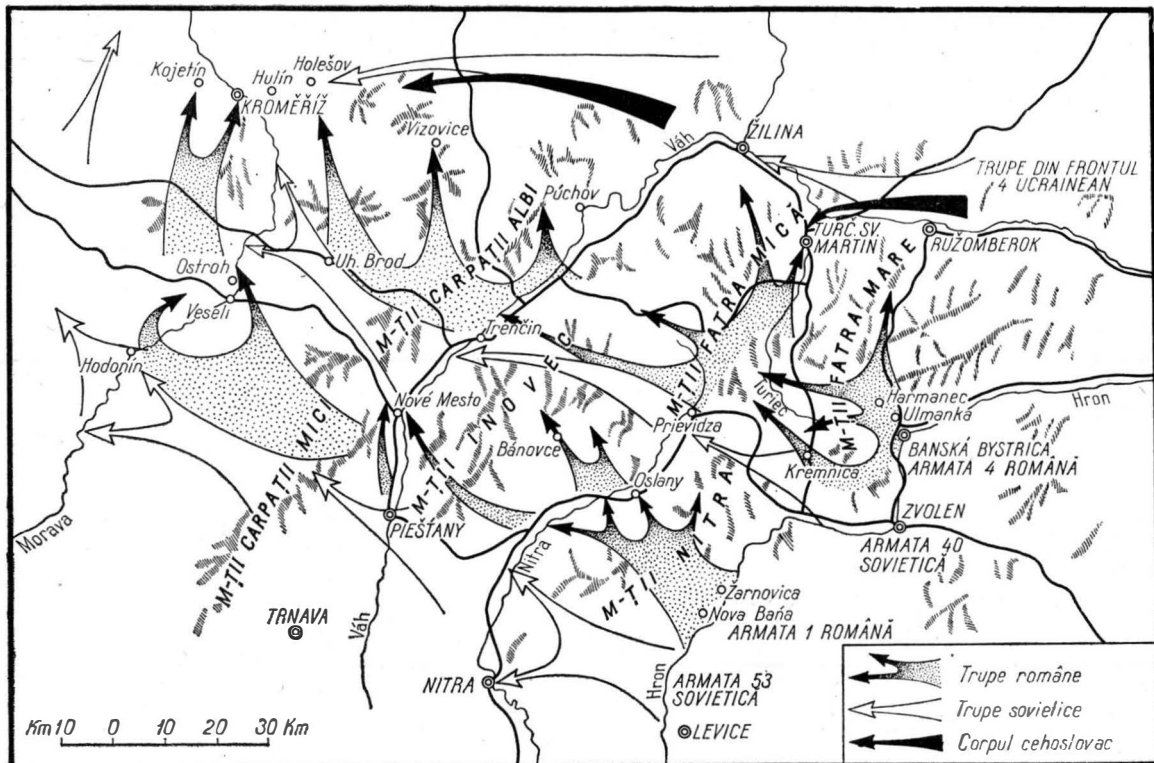 Kojetín
Hulín
Holešov
KROMĚŘÍŽ
Vizovice
Váh
ŽILINA
Púchov
TRUPE DIN FRONTUL
4 UCRAINEAN
TURC. SV.
MARTIN
RUŽOMBEROK
Ostroh
Veseli
Uh. Brod
M-ȚII CARPAȚII ALBI
Trenčín
M-ȚII FATRA MICĂ
M-ȚII FATRA MARE
Hodonín
Nové Mesto
M-ȚII INOVEC
Bánovce
Prievidza
Turiec
Harmanec
Ulmanká
Hron
BANSKÁ BYSTRICA
ARMATA 4 ROMÂNĂ
Kremnica
Oslany
M-ȚII CARPAȚII MIC
Morava
PIEŠŤANY
Nitra
M-ȚII NITRA
ZVOLEN
ARMATA 40
SOVIETICĂ
Žarnovica
Nova Baňa
ARMATA 1 ROMÂNĂ
TRNAVA
Váh
NITRA
ARMATA 53
SOVIETICĂ
Hron
LEVICE
Km 10 0 10 20 30 Km
Trupe române
Trupe sovietice
Corpul cehoslovac